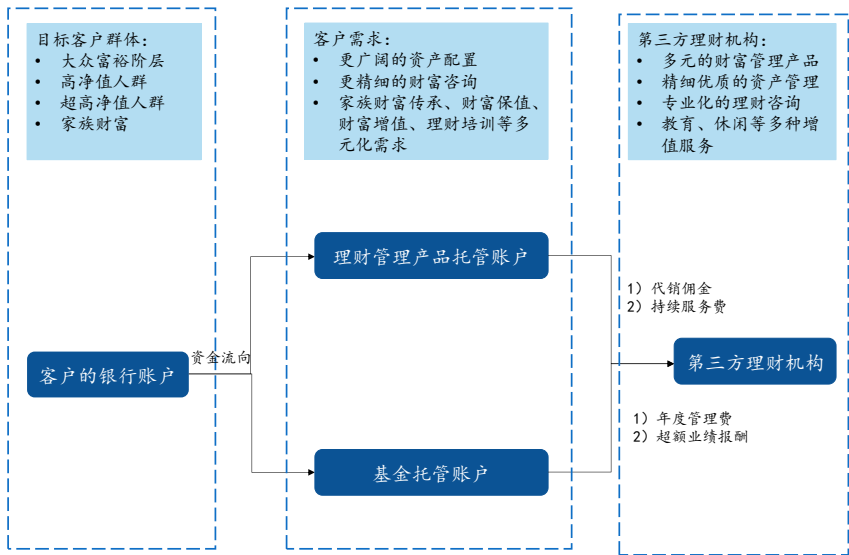 目标客户群体：
• 大众富裕阶层
• 高净值人群
• 超高净值人群
• 家族财富
客户需求：
• 更广阔的资产配置
• 更精细的财富咨询
• 家族财富传承、财富保值、
财富增值、理财培训等多
元化需求
第三方理财机构：
• 多元的财富管理产品
• 精细优质的资产管理
• 专业化的理财咨询
• 教育、休闲等多种增
值服务
理财管理产品托管账户
1）代销佣金
2）持续服务费
资金流向
客户的银行账户
第三方理财机构
1）年度管理费
2）超额业绩报酬
基金托管账户